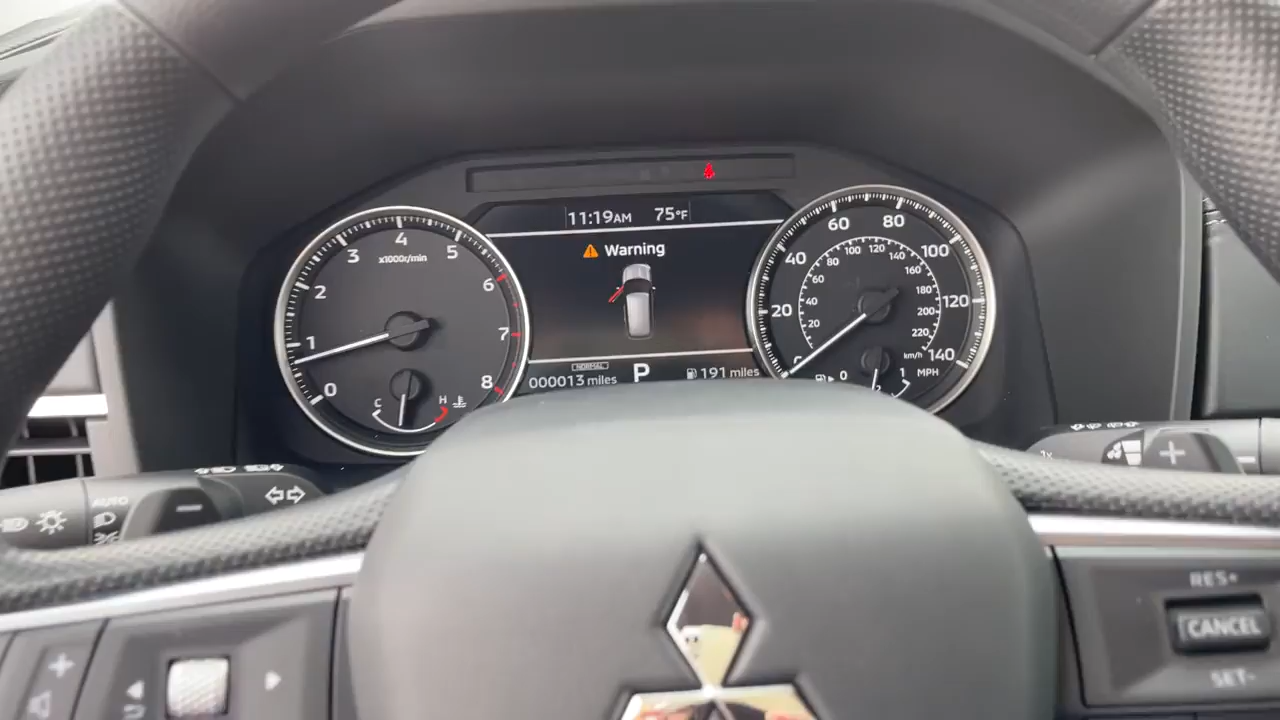 11:19AM 75°F
Warning
NORMAL
000013 miles P 191 miles
0 1 2 3 4 5 6 7 8
x1000r/min
C H
0 20 40 60 80 100 120 140
MPH
20 40 60 80 100 120 140 160 180 200 220
km/h
0 1
AUTO
1x
RES+
CANCEL
SET-